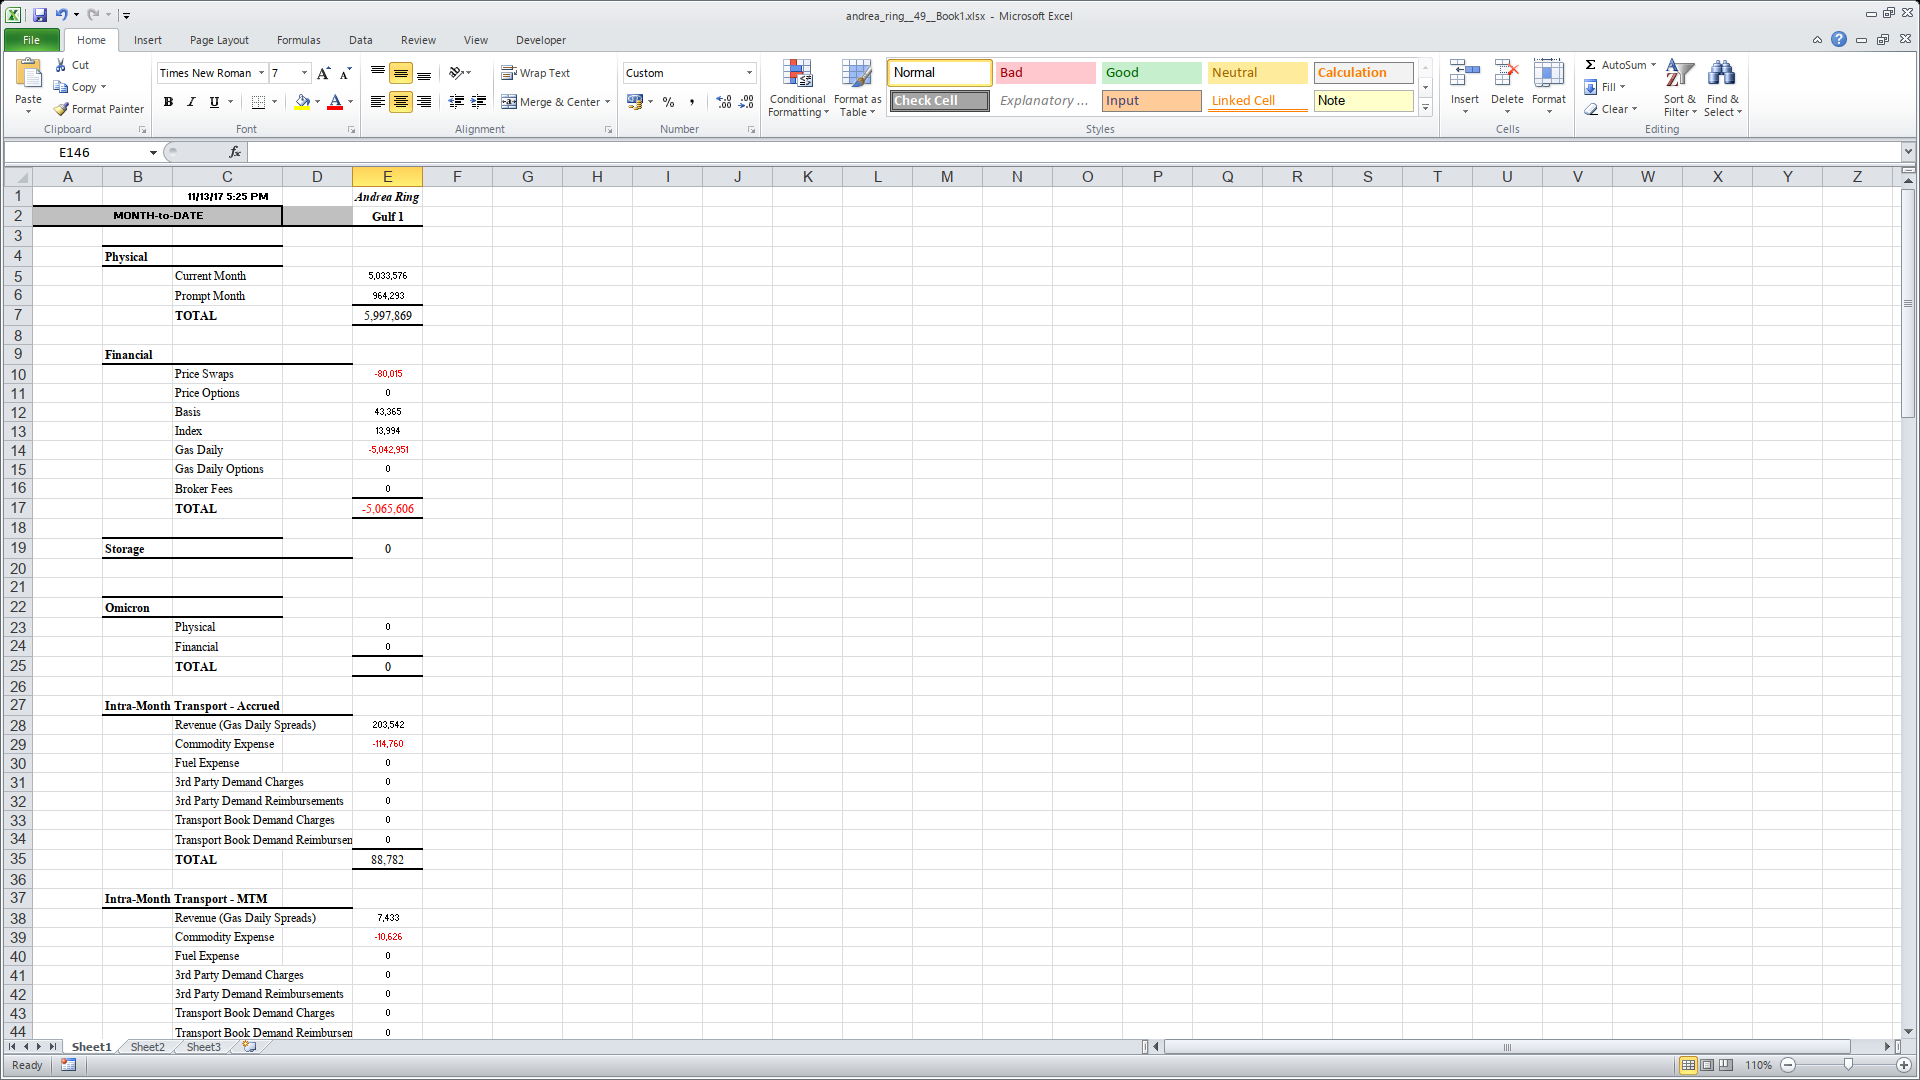 andrea_ring__49__Book1.xlsx - Microsoft Excel
File Home Insert Page Layout Formulas Data Review View Developer
Paste Cut Copy Format Painter Clipboard
Times New Roman 7 B I U Font
Wrap Text Merge & Center Alignment
Custom % , Number
Conditional Formatting Format as Table
Normal Bad Good Neutral Calculation
Check Cell Explanatory ... Input Linked Cell Note
Styles
Insert Delete Format Cells
AutoSum Fill Clear Sort & Filter Find & Select Editing
E146 fx
A B C D E F G H I J K L M N O P Q R S T U V W X Y Z
1 11/13/17 5:25 PM Andrea Ring
2 MONTH-to-DATE Gulf 1
3
4 Physical
5 Current Month 5,033,576
6 Prompt Month 964,293
7 TOTAL 5,997,869
8
9 Financial
10 Price Swaps -80,015
11 Price Options 0
12 Basis 43,365
13 Index 13,994
14 Gas Daily -5,042,951
15 Gas Daily Options 0
16 Broker Fees 0
17 TOTAL -5,065,606
18
19 Storage 0
20
21
22 Omicron
23 Physical 0
24 Financial 0
25 TOTAL 0
26
27 Intra-Month Transport - Accrued
28 Revenue (Gas Daily Spreads) 203,542
29 Commodity Expense -114,760
30 Fuel Expense 0
31 3rd Party Demand Charges 0
32 3rd Party Demand Reimbursements 0
33 Transport Book Demand Charges 0
34 Transport Book Demand Reimbursen 0
35 TOTAL 88,782
36
37 Intra-Month Transport - MTM
38 Revenue (Gas Daily Spreads) 7,433
39 Commodity Expense -10,626
40 Fuel Expense 0
41 3rd Party Demand Charges 0
42 3rd Party Demand Reimbursements 0
43 Transport Book Demand Charges 0
44 Transport Book Demand Reimbursen 0
Sheet1 Sheet2 Sheet3
Ready 110%